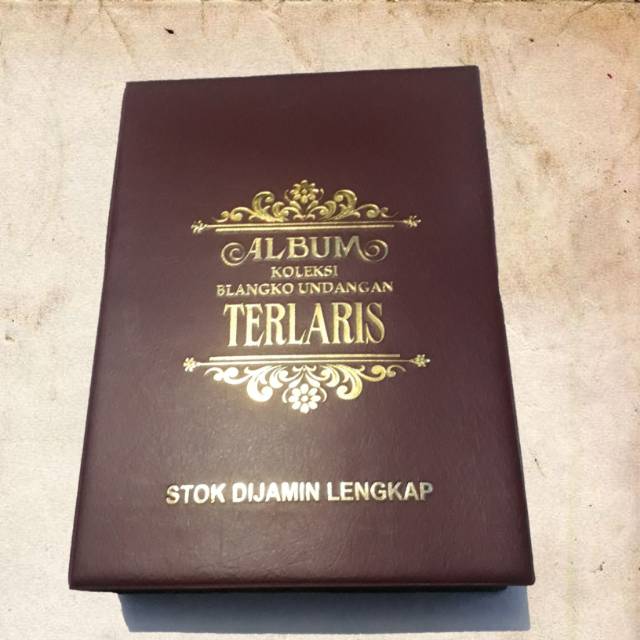 ALBUM
KOLEKSI
BLANGKO UNDANGAN
TERLARIS
STOK DIJAMIN LENGKAP